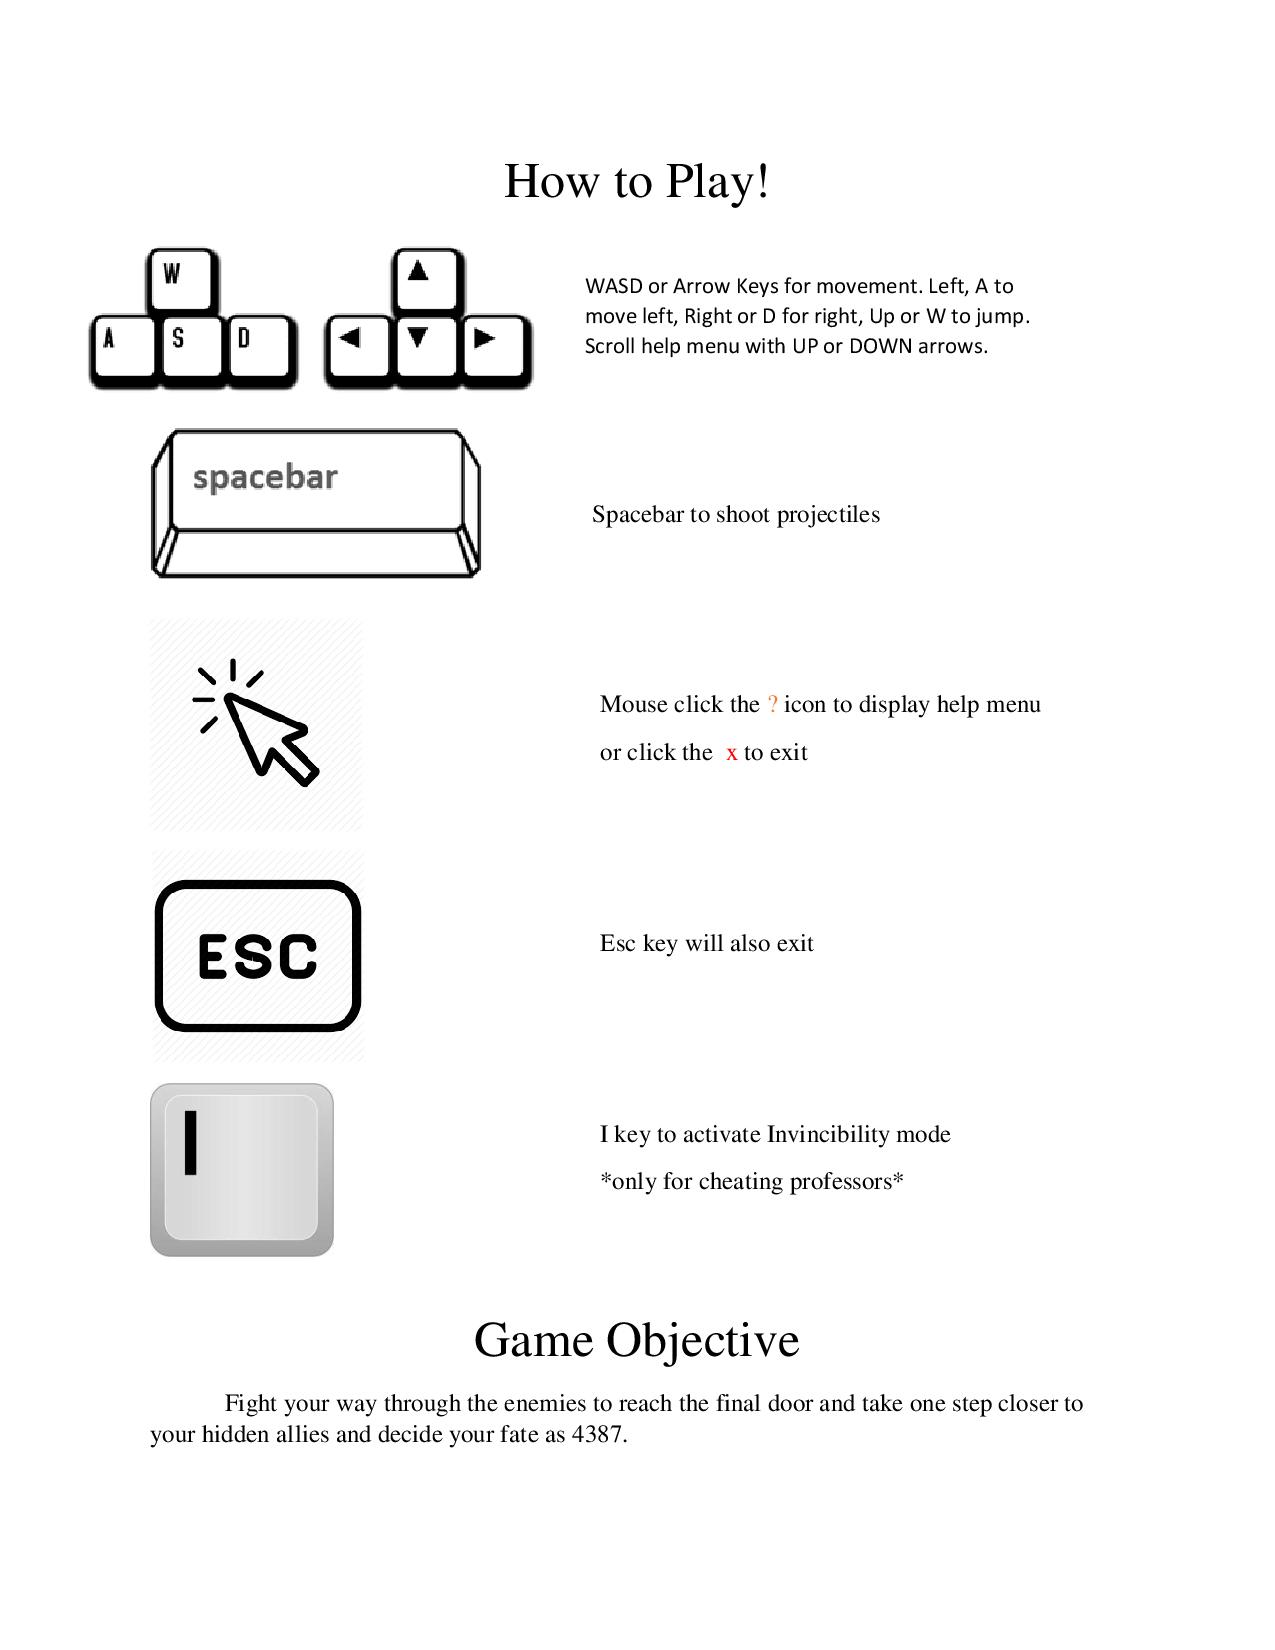 How to Play!
W
A S D
WASD or Arrow Keys for movement. Left, A to
move left, Right or D for right, Up or W to jump.
Scroll help menu with UP or DOWN arrows.
spacebar
Spacebar to shoot projectiles
Mouse click the ? icon to display help menu
or click the x to exit
ESC
Esc key will also exit
I
I key to activate Invincibility mode
*only for cheating professors*
Game Objective
Fight your way through the enemies to reach the final door and take one step closer to
your hidden allies and decide your fate as 4387.